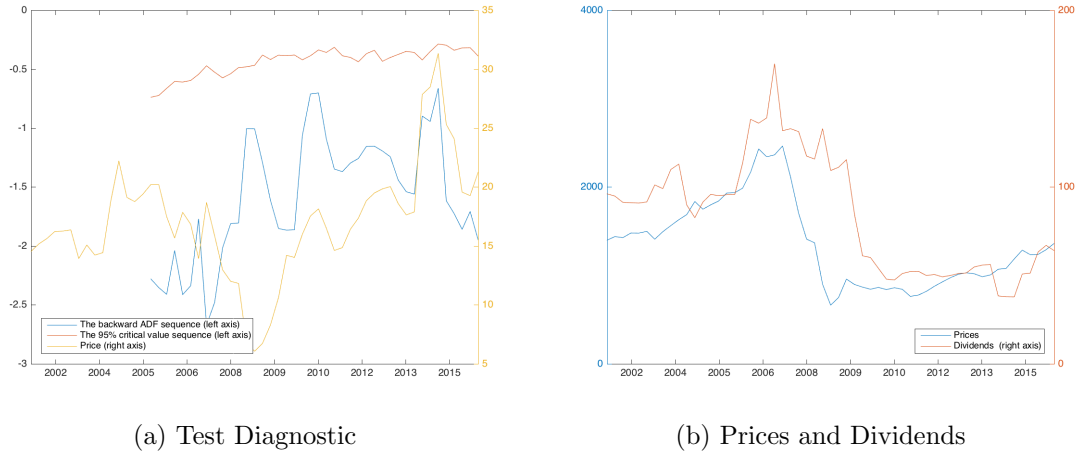 0
-0.5
-1
-1.5
-2
-2.5
-3
35
30
25
20
15
10
5
The backward ADF sequence (left axis)
The 95% critical value sequence (left axis)
Price (right axis)
2002 2004 2005 2006 2008 2009 2010 2012 2013 2015
(a) Test Diagnostic
4000
2000
0
200
100
0
Prices
Dividends (right axis)
2002 2004 2005 2006 2008 2009 2010 2012 2013 2015
(b) Prices and Dividends